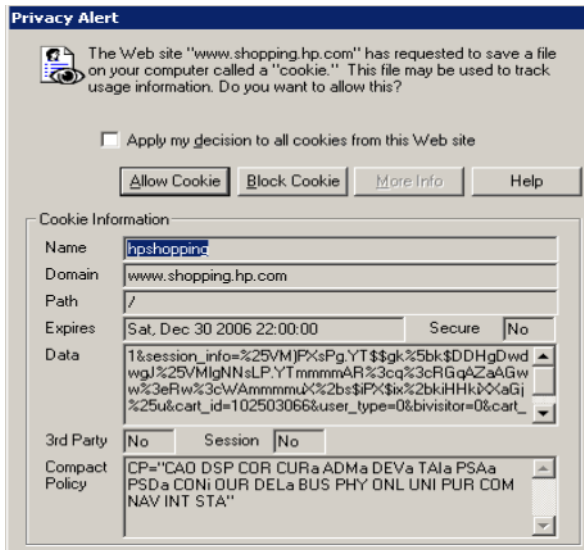 Privacy Alert
The Web site "www.shopping.hp.com" has requested to save a file
on your computer called a "cookie." This file may be used to track
usage information. Do you want to allow this?
Apply my decision to all cookies from this Web site
Allow Cookie Block Cookie More Info Help
Cookie Information
Name hpshopping
Domain www.shopping.hp.com
Path /
Expires Sat, Dec 30 2006 22:00:00 Secure No
Data 1&session_info=%25VM)PXsPg.YT$$gk%5bk$DDHgDwd
wgJ%25VMIgNNsLP.YTmmmmAR%3cq%3cRGqAZaAGw
w%3eRw%3cWAmmmmuX%2bs$iPX$ix%2bkiHHkiXXaGj
%25u&cart_id=102503066&user_type=0&bivisitor=0&cart_
3rd Party No Session No
Compact CP="CAO DSP COR CURa ADMa DEVa TAIa PSAa
Policy PSDa CONi OUR DELa BUS PHY ONL UNI PUR COM
NAV INT STA"